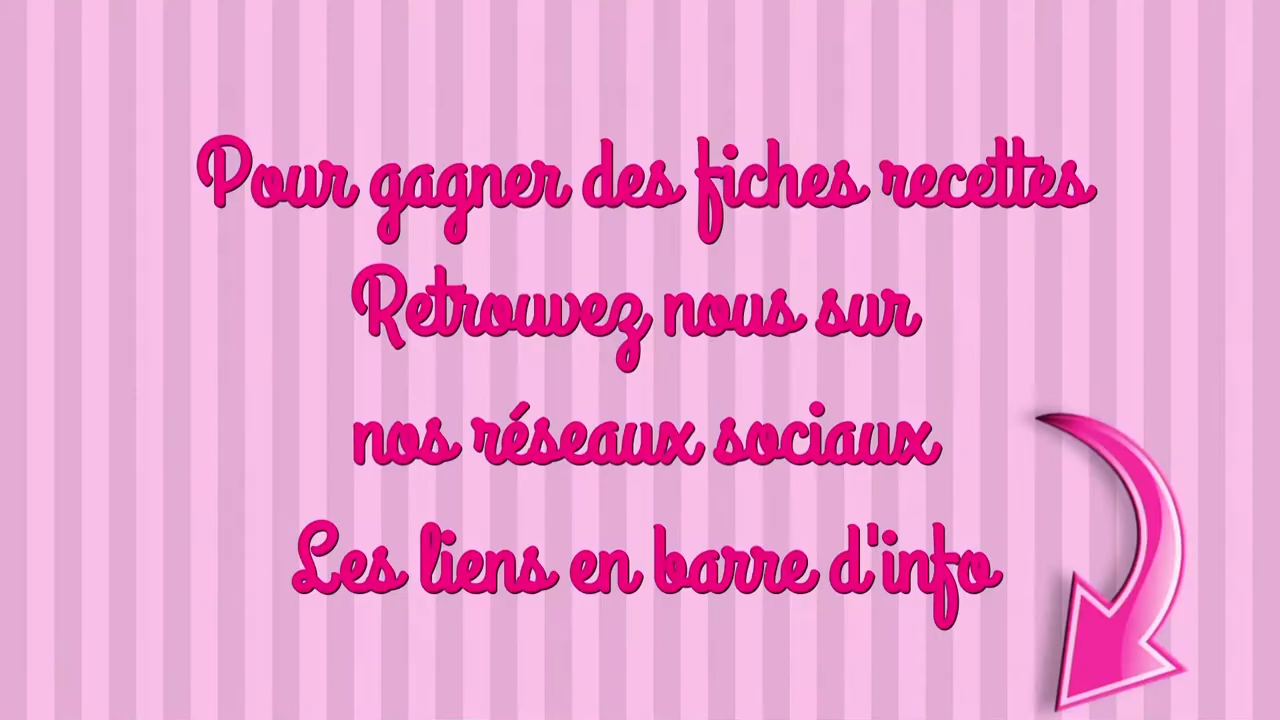 Pour gagner des fiches recettes
Retrouvez nous sur
nos réseaux sociaux
Les liens en barre d'info